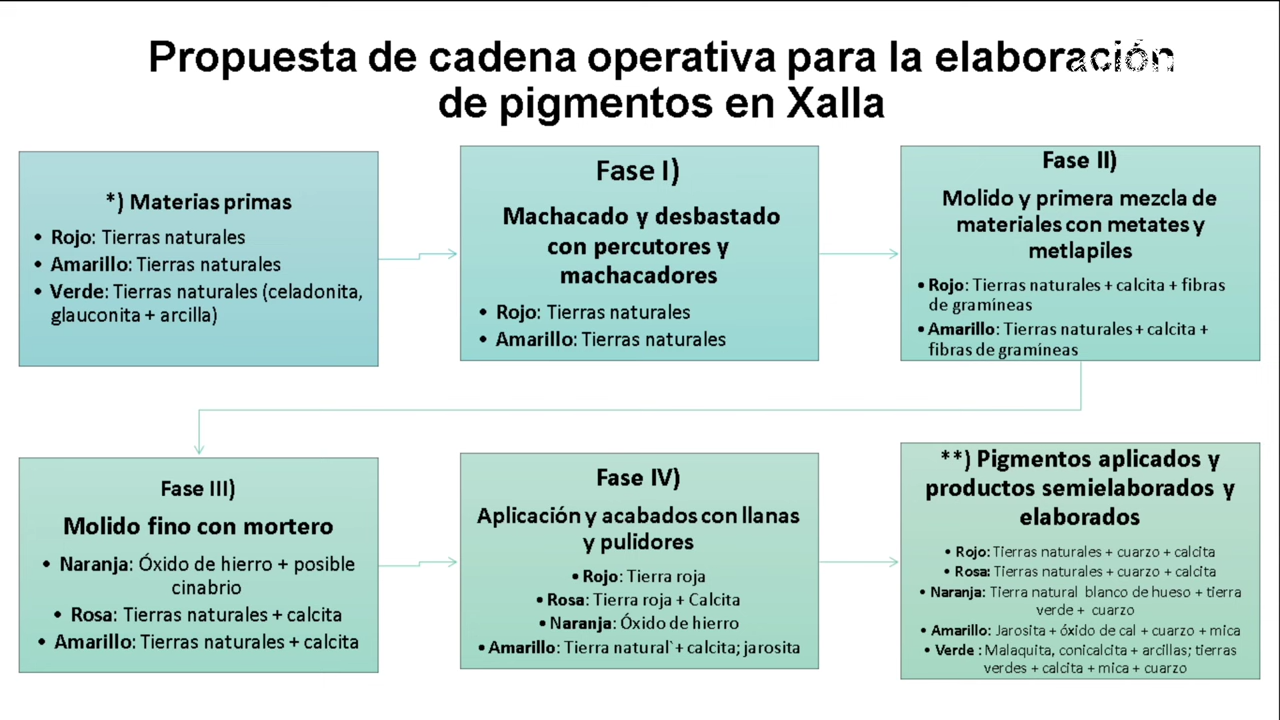 Propuesta de cadena operativa para la elaboración
de pigmentos en Xalla
*) Materias primas
• Rojo: Tierras naturales
• Amarillo: Tierras naturales
• Verde: Tierras naturales (celadonita,
glauconita + arcilla)
Fase I)
Machacado y desbastado
con percutores y
machacadores
• Rojo: Tierras naturales
• Amarillo: Tierras naturales
Fase II)
Molido y primera mezcla de
materiales con metates y
metlapiles
• Rojo: Tierras naturales + calcita + fibras
de gramíneas
• Amarillo: Tierras naturales + calcita +
fibras de gramíneas
Fase III)
Molido fino con mortero
• Naranja: Óxido de hierro + posible
cinabrio
• Rosa: Tierras naturales + calcita
• Amarillo: Tierras naturales + calcita
Fase IV)
Aplicación y acabados con llanas
y pulidores
• Rojo: Tierra roja
• Rosa: Tierra roja + Calcita
• Naranja: Óxido de hierro
• Amarillo: Tierra natural`+ calcita; jarosita
**) Pigmentos aplicados y
productos semielaborados y
elaborados
• Rojo: Tierras naturales + cuarzo + calcita
• Rosa: Tierras naturales + cuarzo + calcita
• Naranja: Tierra natural blanco de hueso + tierra
verde + cuarzo
• Amarillo: Jarosita + óxido de cal + cuarzo + mica
• Verde : Malaquita, conicalcita + arcillas; tierras
verdes + calcita + mica + cuarzo